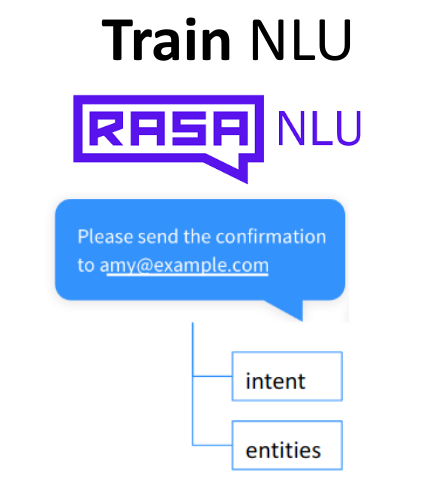 Train NLU
RASA NLU
Please send the confirmation
to amy@example.com
intent
entities